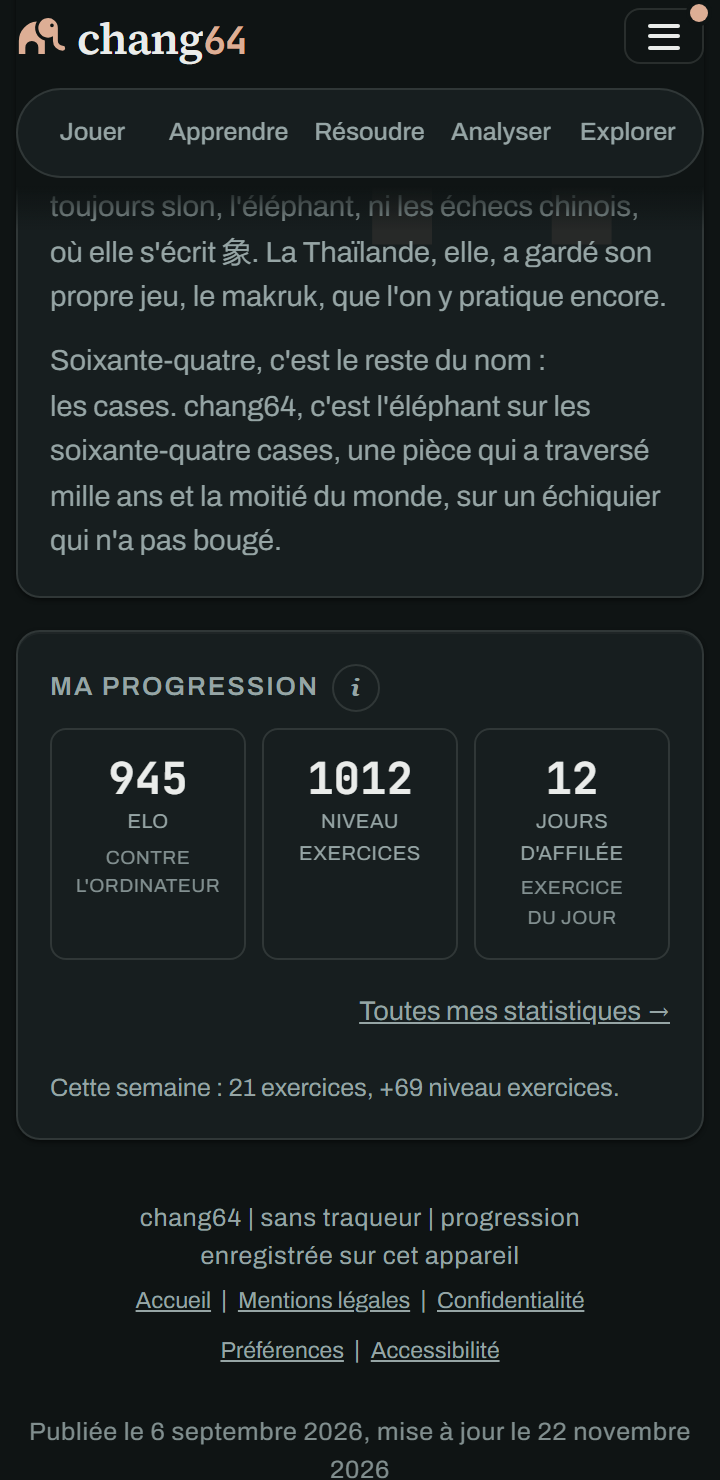 chang64
Jouer Apprendre Résoudre Analyser Explorer
toujours slon, l'éléphant, ni les échecs chinois,
où elle s'écrit 象. La Thaïlande, elle, a gardé son
propre jeu, le makruk, que l'on y pratique encore.
Soixante-quatre, c'est le reste du nom :
les cases. chang64, c'est l'éléphant sur les
soixante-quatre cases, une pièce qui a traversé
mille ans et la moitié du monde, sur un échiquier
qui n'a pas bougé.
MA PROGRESSION i
945
ELO
CONTRE
L'ORDINATEUR
1012
NIVEAU
EXERCICES
12
JOURS
D'AFFILÉE
EXERCICE
DU JOUR
Toutes mes statistiques →
Cette semaine : 21 exercices, +69 niveau exercices.
chang64 | sans traqueur | progression
enregistrée sur cet appareil
Accueil | Mentions légales | Confidentialité
Préférences | Accessibilité
Publiée le 6 septembre 2026, mise à jour le 22 novembre
2026